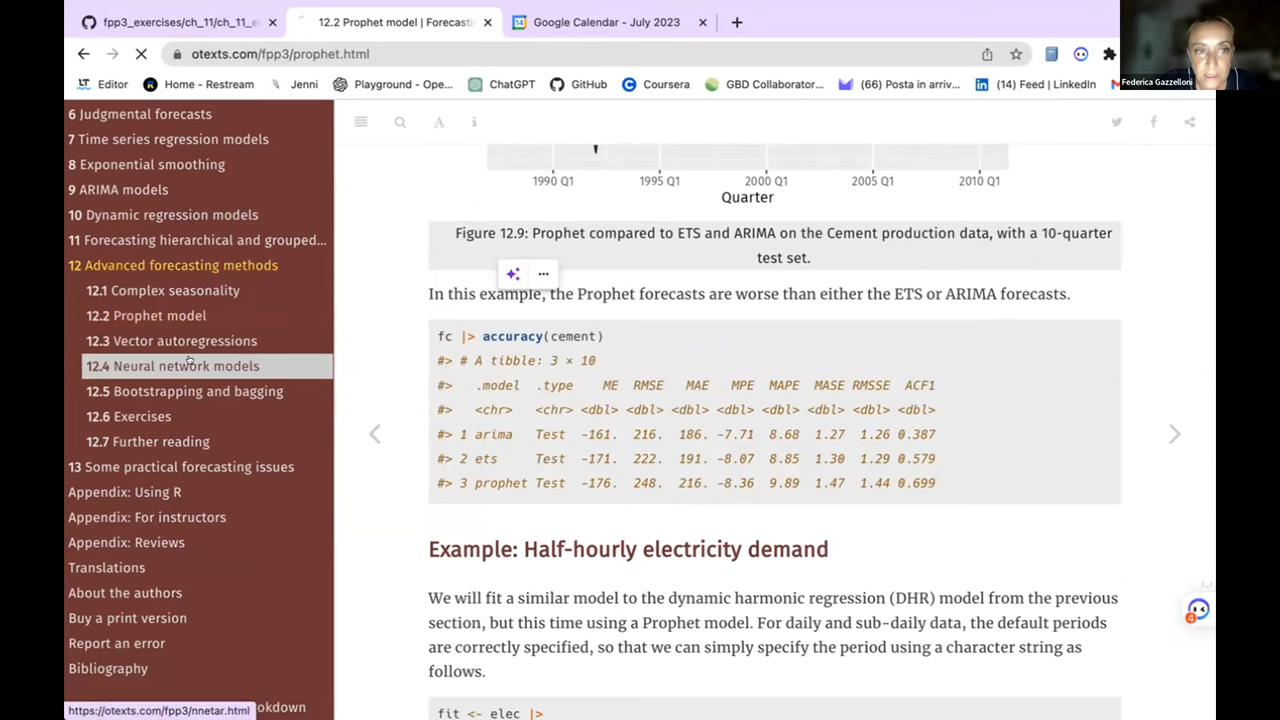 fpp3_exercises/ch_11/ch_11_e
12.2 Prophet model | Forecasti
Google Calendar - July 2023
otexts.com/fpp3/prophet.html
Federica Gazzelloni
Editor
Home - Restream
Jenni
Playground - Ope...
ChatGPT
GitHub
Coursera
GBD Collaborator...
(66) Posta in arriv...
(14) Feed | LinkedIn
6 Judgmental forecasts
7 Time series regression models
8 Exponential smoothing
9 ARIMA models
10 Dynamic regression models
11 Forecasting hierarchical and grouped...
12 Advanced forecasting methods
12.1 Complex seasonality
12.2 Prophet model
12.3 Vector autoregressions
12.4 Neural network models
12.5 Bootstrapping and bagging
12.6 Exercises
12.7 Further reading
13 Some practical forecasting issues
Appendix: Using R
Appendix: For instructors
Appendix: Reviews
Translations
About the authors
Buy a print version
Report an error
Bibliography
okdown
https://otexts.com/fpp3/nnetar.html
1990 Q1 1995 Q1 2000 Q1 2005 Q1 2010 Q1
Quarter
Figure 12.9: Prophet compared to ETS and ARIMA on the Cement production data, with a 10-quarter
test set.
In this example, the Prophet forecasts are worse than either the ETS or ARIMA forecasts.
fc |> accuracy(cement)
#> # A tibble: 3 × 10
#> .model .type ME RMSE MAE MPE MAPE MASE RMSSE ACF1
#> <chr> <chr> <dbl> <dbl> <dbl> <dbl> <dbl> <dbl> <dbl> <dbl>
#> 1 arima Test -161. 216. 186. -7.71 8.68 1.27 1.26 0.387
#> 2 ets Test -171. 222. 191. -8.07 8.85 1.30 1.29 0.579
#> 3 prophet Test -176. 248. 216. -8.36 9.89 1.47 1.44 0.699
Example: Half-hourly electricity demand
We will fit a similar model to the dynamic harmonic regression (DHR) model from the previous
section, but this time using a Prophet model. For daily and sub-daily data, the default periods
are correctly specified, so that we can simply specify the period using a character string as
follows.
fit <- elec |>
4